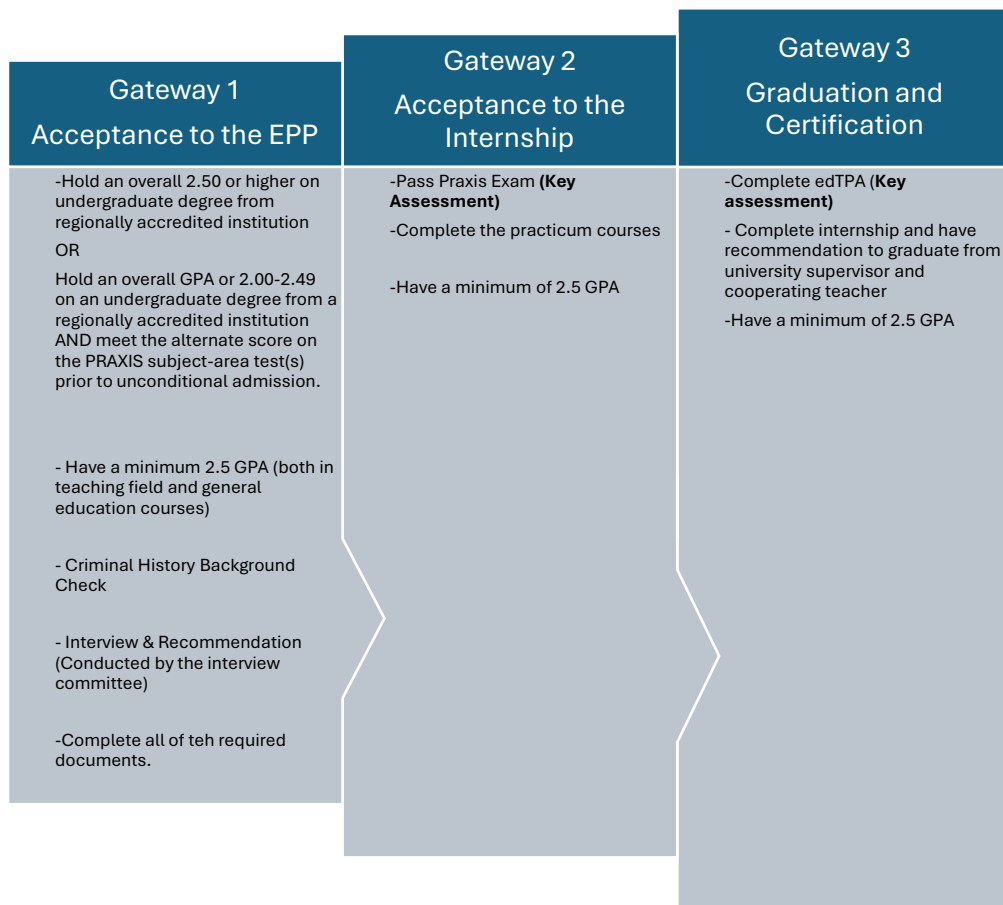 Gateway 1
Acceptance to the EPP
-Hold an overall 2.50 or higher on
undergraduate degree from
regionally accredited institution
OR
Hold an overall GPA or 2.00-2.49
on an undergraduate degree from a
regionally accredited institution
AND meet the alternate score on
the PRAXIS subject-area test(s)
prior to unconditional admission.
- Have a minimum 2.5 GPA (both in
teaching field and general
education courses)
- Criminal History Background
Check
- Interview & Recommendation
(Conducted by the interview
committee)
-Complete all of teh required
documents.
Gateway 2
Acceptance to the
Internship
-Pass Praxis Exam (Key
Assessment)
-Complete the practicum courses
-Have a minimum of 2.5 GPA
Gateway 3
Graduation and
Certification
-Complete edTPA (Key
assessment)
- Complete internship and have
recommendation to graduate from
university supervisor and
cooperating teacher
-Have a minimum of 2.5 GPA